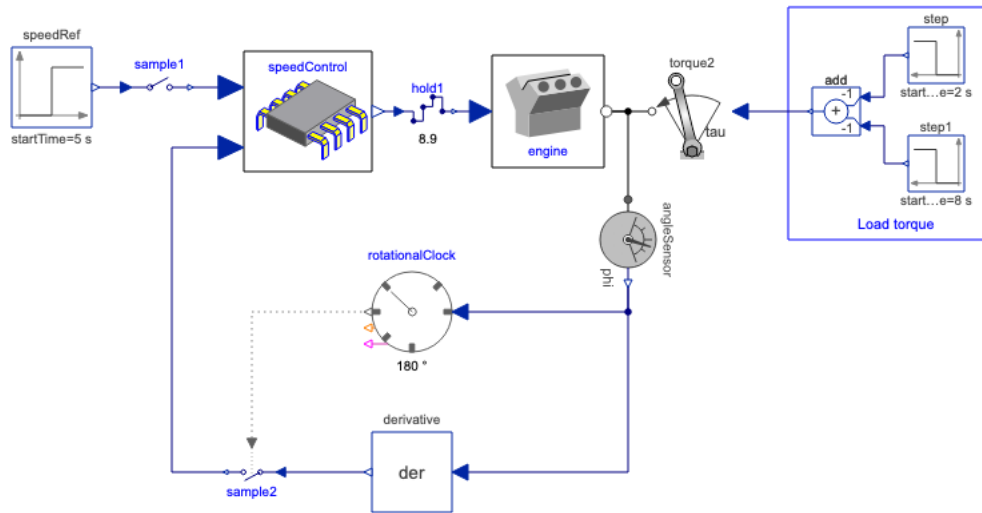 speedRef
startTime=5 s
sample1
speedControl
hold1
8.9
engine
torque2
tau
add
-1
+
-1
step
start...e=2 s
step1
start...e=8 s
Load torque
angleSensor
phi
rotationalClock
180 °
derivative
der
sample2